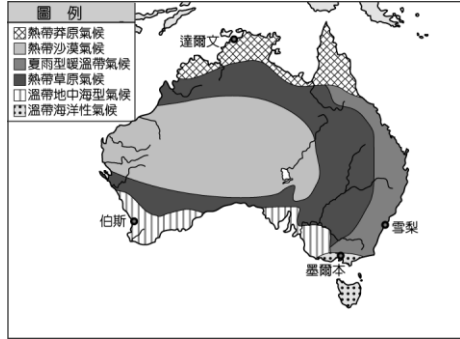 圖 例
熱帶莽原氣候
熱帶沙漠氣候
夏雨型暖溫帶氣候
熱帶草原氣候
溫帶地中海型氣候
溫帶海洋性氣候
達爾文
伯斯
雪梨
墨爾本